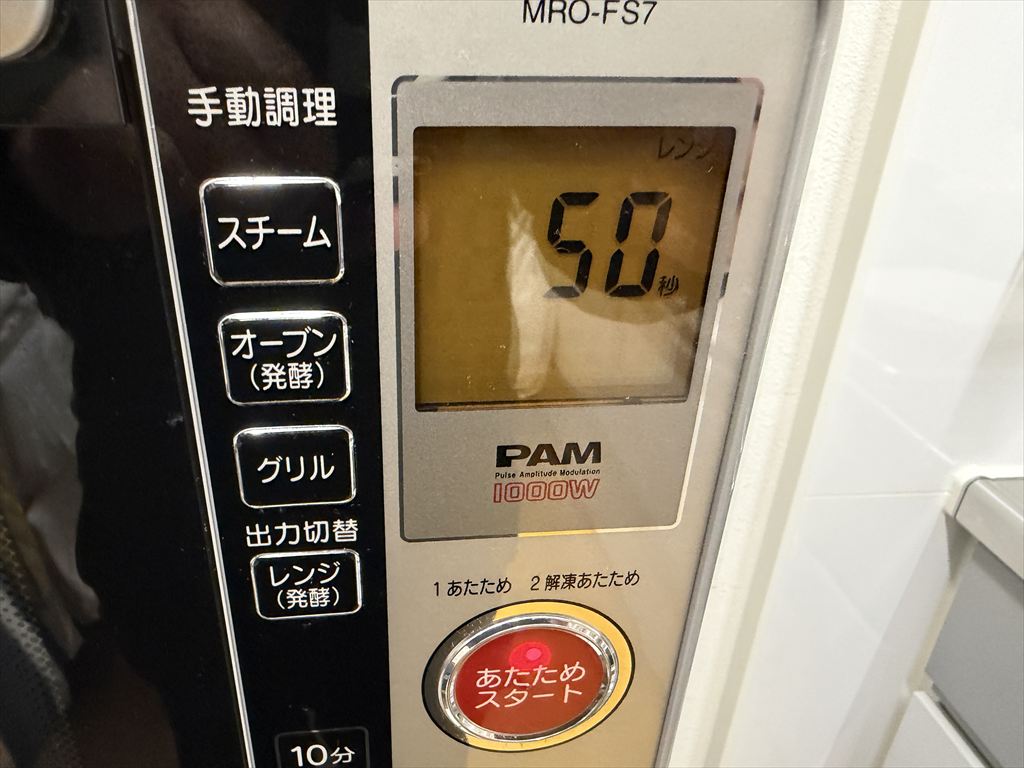 MRO-FS7
手動調理
スチーム
オーブン
(発酵)
グリル
出力切替
レンジ
(発酵)
10分
レンジ
50秒
PAM
Pulse Amplitude Modulation
1000W
1あたため 2解凍あたため
あたため
スタート